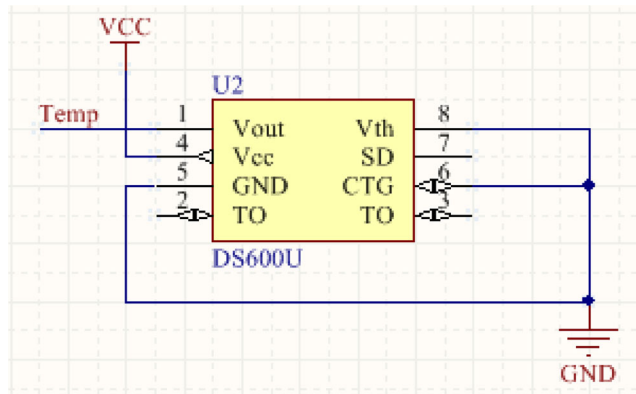 VCC
U2
Temp 1 Vout Vth 8
4 Vcc SD 7
5 GND CTG 6
2 TO TO 3
DS600U
GND